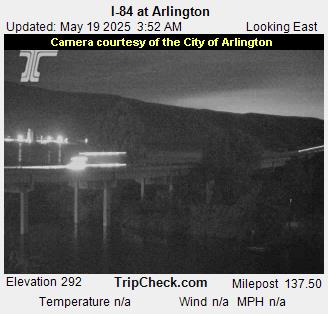 I-84 at Arlington
Updated: May 19 2025 3:52 AM Looking East
Camera courtesy of the City of Arlington
Elevation 292 TripCheck.com Milepost 137.50
Temperature n/a Wind n/a MPH n/a